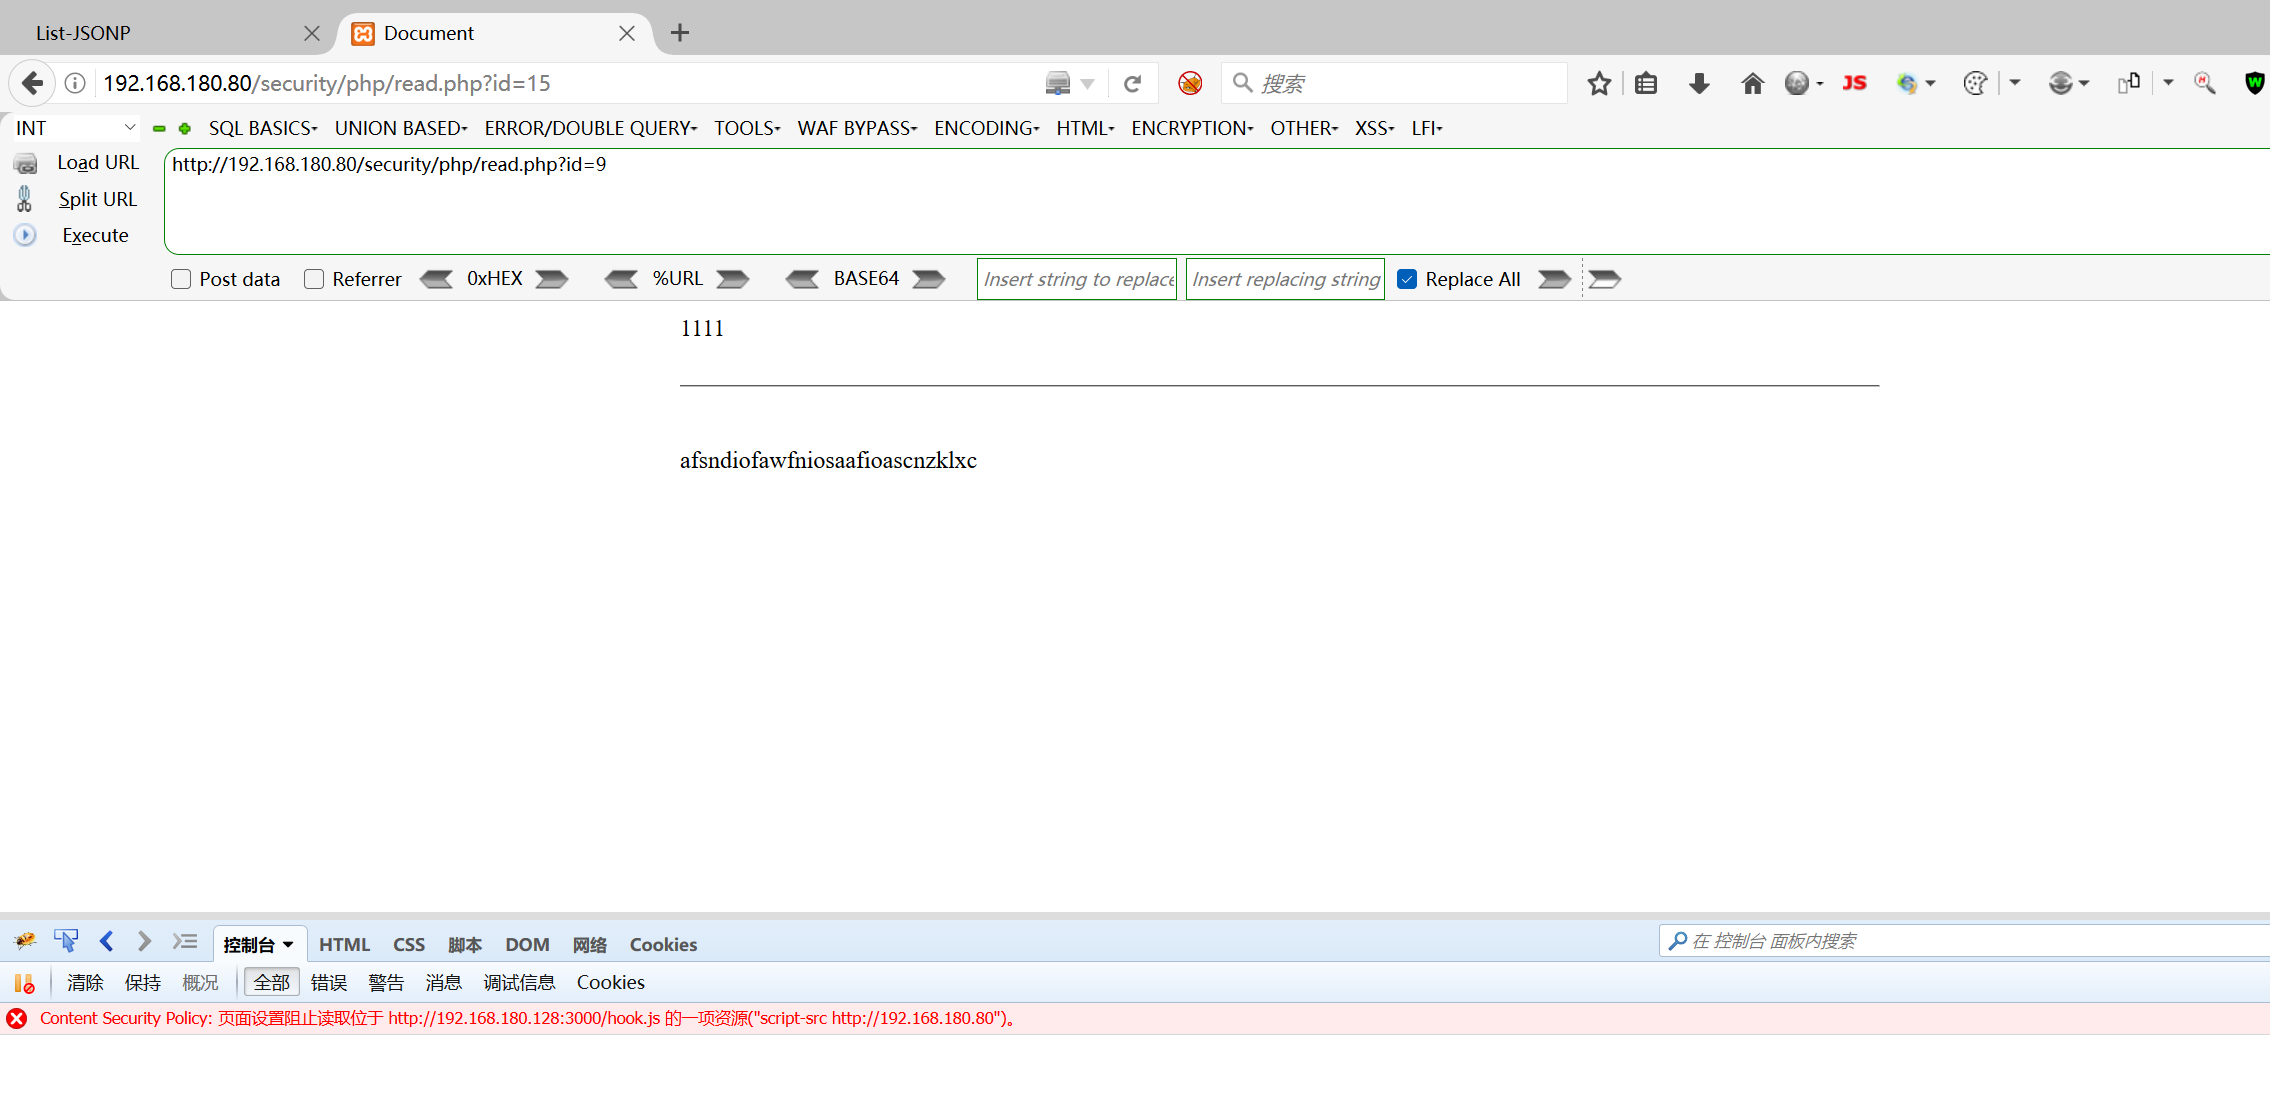 List-JSONP
Document
192.168.180.80/security/php/read.php?id=15
搜索
JS
INT
SQL BASICS
UNION BASED
ERROR/DOUBLE QUERY
TOOLS
WAF BYPASS
ENCODING
HTML
ENCRYPTION
OTHER
XSS
LFI
Load URL
http://192.168.180.80/security/php/read.php?id=9
Split URL
Execute
Post data
Referrer
0xHEX
%URL
BASE64
Insert string to replace
Insert replacing string
Replace All
1111
afsndiofawfniosaafioascnzklxc
控制台
HTML
CSS
脚本
DOM
网络
Cookies
在 控制台 面板内搜索
清除
保持
概况
全部
错误
警告
消息
调试信息
Cookies
Content Security Policy: 页面设置阻止读取位于 http://192.168.180.128:3000/hook.js 的一项资源("script-src http://192.168.180.80")。